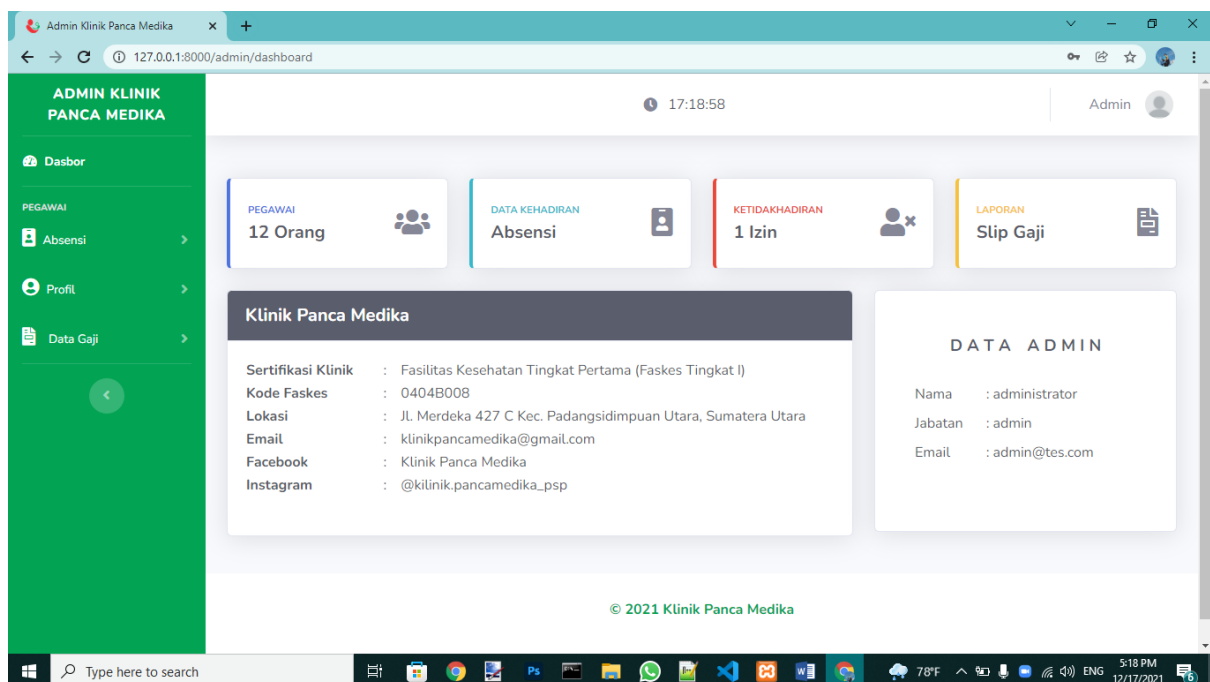 Admin Klinik Panca Medika
127.0.0.1:8000/admin/dashboard
ADMIN KLINIK
PANCA MEDIKA
17:18:58
Admin
Dasbor
PEGAWAI
Absensi
Profil
Data Gaji
PEGAWAI
12 Orang
DATA KEHADIRAN
Absensi
KETIDAKHADIRAN
1 Izin
LAPORAN
Slip Gaji
Klinik Panca Medika
Sertifikasi Klinik : Fasilitas Kesehatan Tingkat Pertama (Faskes Tingkat I)
Kode Faskes : 0404B008
Lokasi : Jl. Merdeka 427 C Kec. Padangsidimpuan Utara, Sumatera Utara
Email : klinikpancamedika@gmail.com
Facebook : Klinik Panca Medika
Instagram : @kilinik.pancamedika_psp
DATA ADMIN
Nama : administrator
Jabatan : admin
Email : admin@tes.com
© 2021 Klinik Panca Medika
Type here to search
Ps
78°F
ENG
5:18 PM
12/17/2021
6